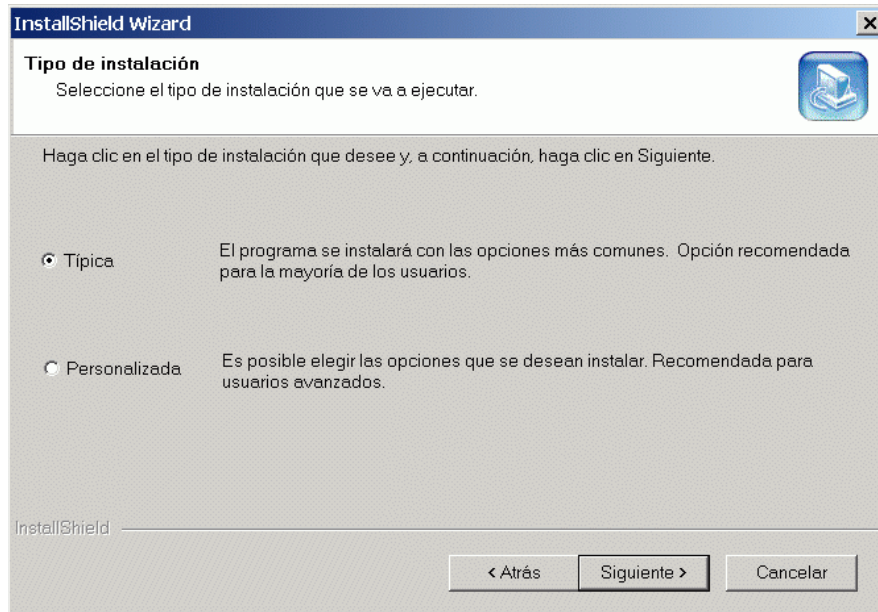 InstallShield Wizard
Tipo de instalación
Seleccione el tipo de instalación que se va a ejecutar.
Haga clic en el tipo de instalación que desee y, a continuación, haga clic en Siguiente.
Típica
El programa se instalará con las opciones más comunes. Opción recomendada
para la mayoría de los usuarios.
Personalizada
Es posible elegir las opciones que se desean instalar. Recomendada para
usuarios avanzados.
InstallShield
< Atrás
Siguiente >
Cancelar